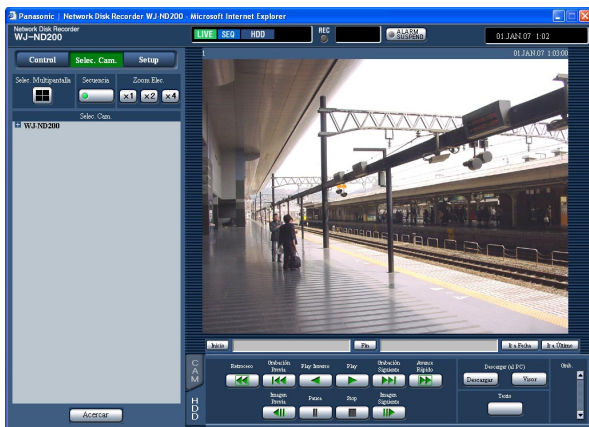 Panasonic | Network Disk Recorder WJ-ND200 - Microsoft Internet Explorer
Network Disk Recorder
WJ-ND200
LIVE SEQ HDD
REC
ALARM SUSPEND
01.JAN.07 1:02
Control Selec. Cam. Setup
Selec. Multipantalla Secuencia Zoom Elec.
x1 x2 x4
Selec. Cam.
WJ-ND200
Acercar
1 01.JAN.07 1:03:00
Inicio Fin Ir a Fecha Ir a Último
CAM
HDD
Retroceso Grabación Previa Play Inverso Play Grabación Siguiente Avance Rápido
Imagen Previa Pausa Stop Imagen Siguiente
Descargar (al PC)
Descargar Visor
Texto
Grab.